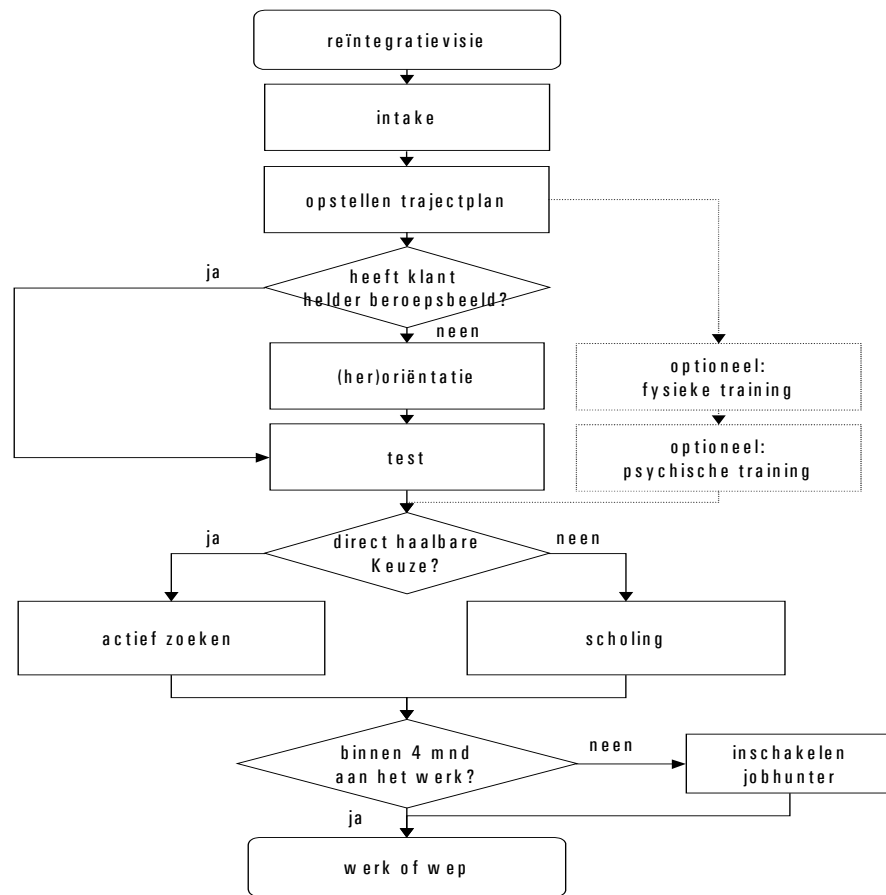 reïntegratievisie
intake
opstellen trajectplan
ja
heeft klant
helder beroepsbeeld?
neen
(her)oriëntatie
optioneel:
fysieke training
test
optioneel:
psychische training
ja
direct haalbare
Keuze?
neen
actief zoeken
scholing
binnen 4 mnd
aan het werk?
neen
inschakelen
jobhunter
ja
werk of wep